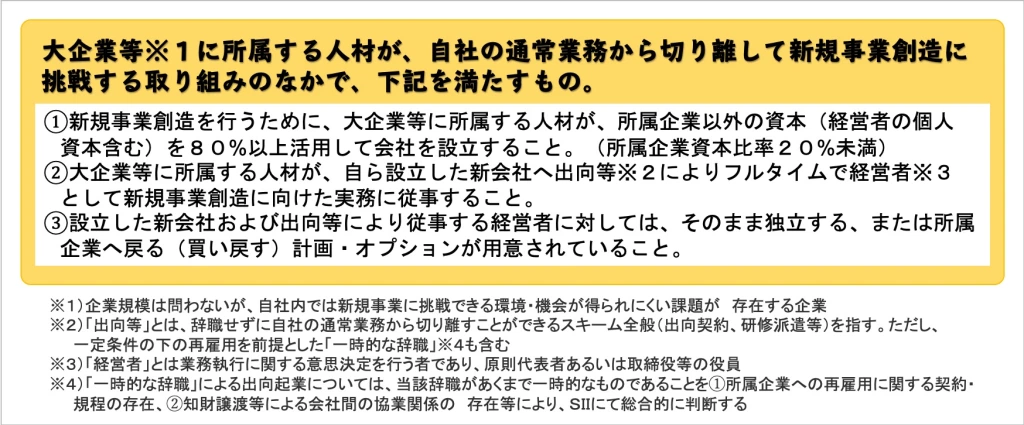 大企業等※１に所属する人材が、自社の通常業務から切り離して新規事業創造に
挑戦する取り組みのなかで、下記を満たすもの。
①新規事業創造を行うために、大企業等に所属する人材が、所属企業以外の資本（経営者の個人
資本含む）を８０％以上活用して会社を設立すること。（所属企業資本比率２０％未満）
②大企業等に所属する人材が、自ら設立した新会社へ出向等※２によりフルタイムで経営者※３
として新規事業創造に向けた実務に従事すること。
③設立した新会社および出向等により従事する経営者に対しては、そのまま独立する、または所属
企業へ戻る（買い戻す）計画・オプションが用意されていること。
※１）企業規模は問わないが、自社内では新規事業に挑戦できる環境・機会が得られにくい課題が　存在する企業
※２）「出向等」とは、辞職せずに自社の通常業務から切り離すことができるスキーム全般（出向契約、研修派遣等）を指す。ただし、
一定条件の下の再雇用を前提とした「一時的な辞職」※４も含む
※３）「経営者」とは業務執行に関する意思決定を行う者であり、原則代表者あるいは取締役等の役員
※４）「一時的な辞職」による出向起業については、当該辞職があくまで一時的なものであることを①所属企業への再雇用に関する契約・
規程の存在、②知財譲渡等による会社間の協業関係の　存在等により、SIIにて総合的に判断する